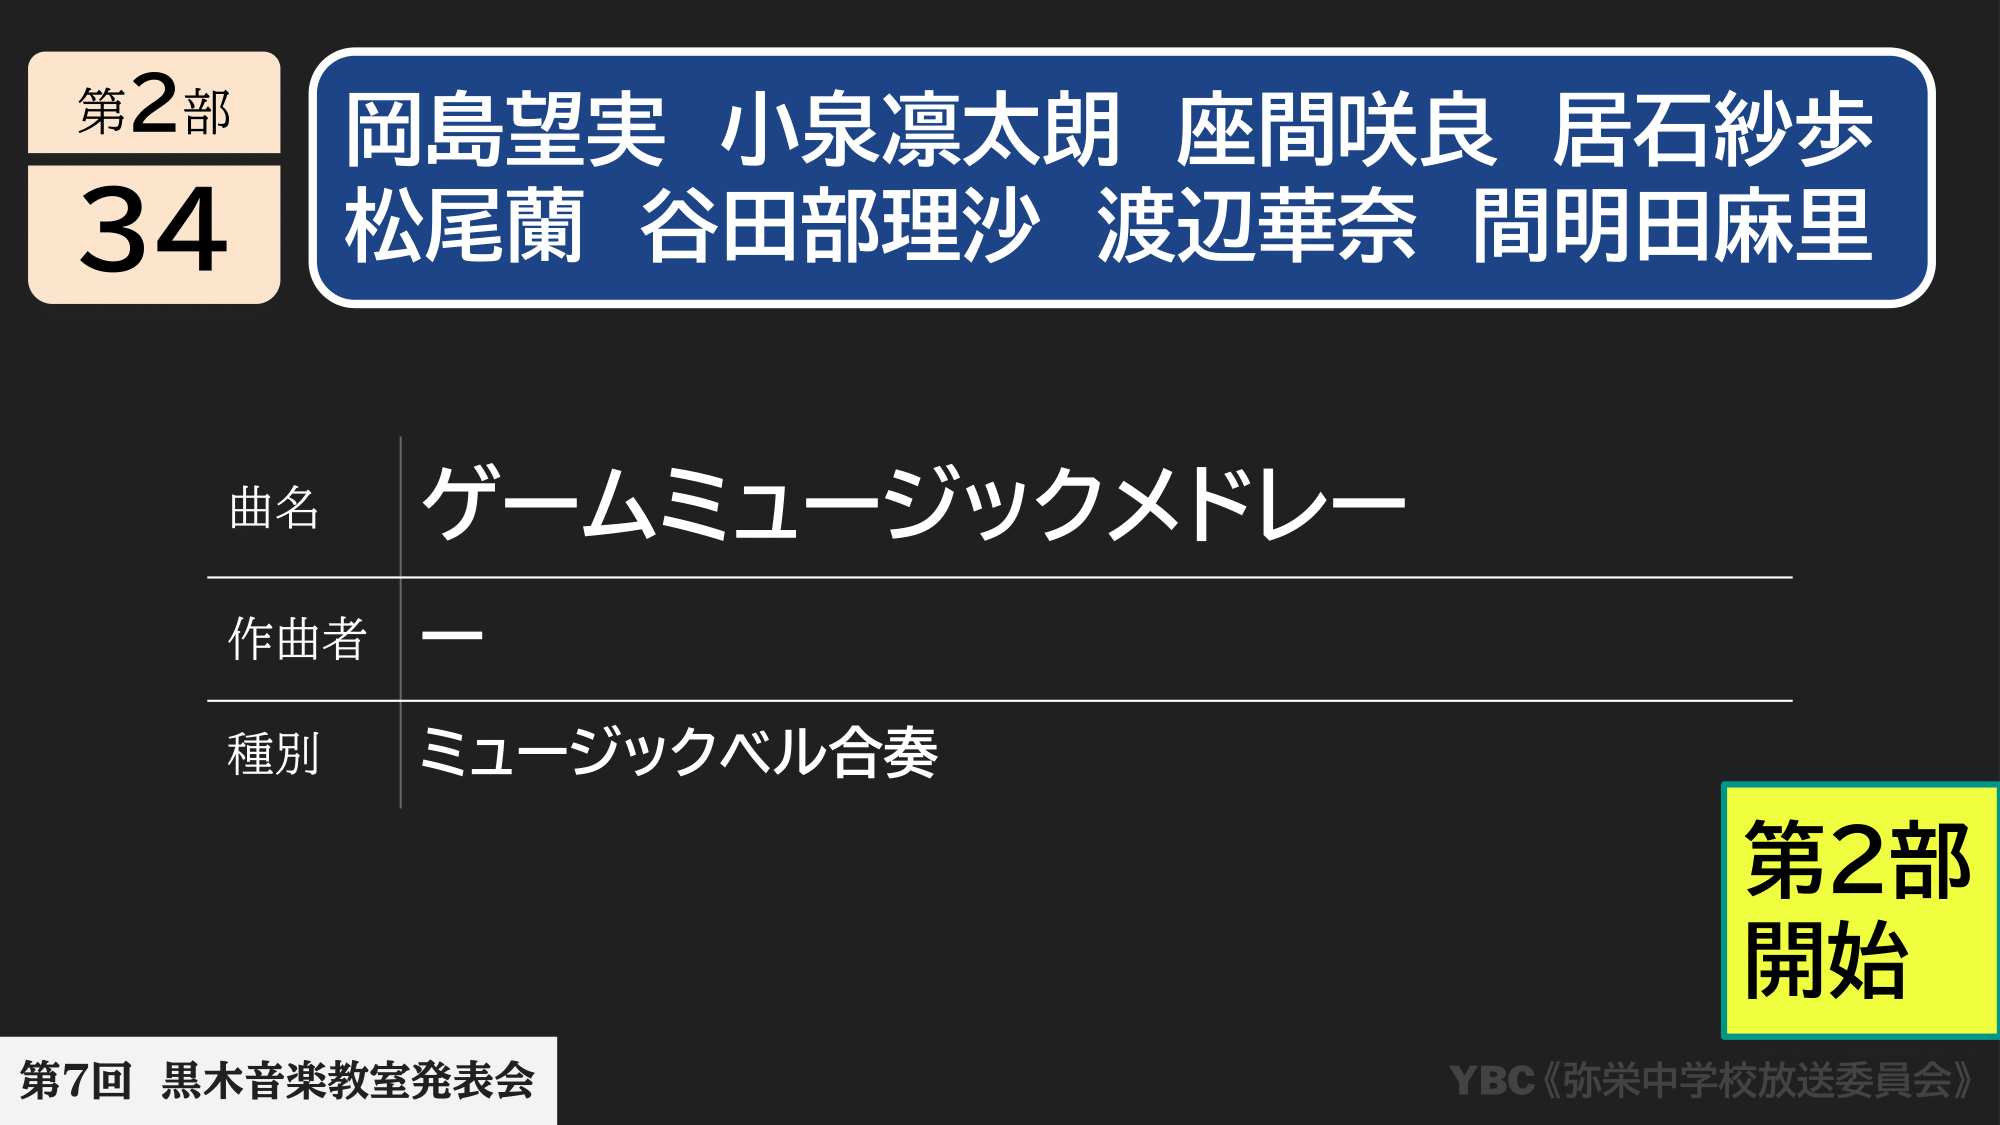 第2部
34
岡島望実 小泉凛太朗 座間咲良 居石紗歩
松尾蘭 谷田部理沙 渡辺華奈 間明田麻里
曲名 ゲームミュージックメドレー
作曲者 ー
種別 ミュージックベル合奏
第2部
開始
第7回 黒木音楽教室発表会
YBC《弥栄中学校放送委員会》